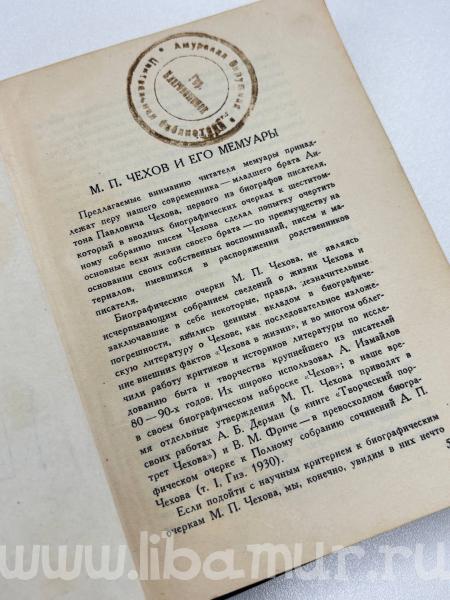 Амурская
М. П. ЧЕХОВ И ЕГО МЕМУАРЫ
Предлагаемые вниманию читателя мемуары принад-
лежат перу нашего современника — младшего брата Ан-
тона Павловича Чехова, первого из биографов писателя,
который в вводных биографических очерках к шеститом-
ному собранию писем Чехова сделал попытку очертить
основные вехи жизни своего брата — по преимуществу на
основании своих собственных воспоминаний, писем и ма-
териалов, имевшихся в распоряжении родственников
писателя.
Биографические очерки М. П. Чехова, не являясь
исчерпывающим собранием сведений о жизни Чехова и
заключавшие в себе некоторые, правда, незначительные
погрешности, явились ценным вкладом в биографиче-
скую литературу о Чехове, как последовательное изложе-
ние внешних фактов «Чехова в жизни», и во многом облег-
чили работу критиков и историков литературы по иссле-
дованию быта и творчества крупнейшего из писателей
80—90-х годов. Их широко использовал А. Измайлов
в своем биографическом наброске «Чехов»; в наше вре-
мя отдельные утверждения М. П. Чехова приводят в
своих работах А. Б. Дерман (в книге «Творческий пор-
трет Чехова») и В. М. Фриче — в превосходном биогра-
фическом очерке к Полному собранию сочинений А. П.
Чехова (т. I, Гиз. 1930).
Если подойти с научным критерием к биографическим
очеркам М. П. Чехова, мы, конечно, увидим в них нечто
5
www.libamur.ru